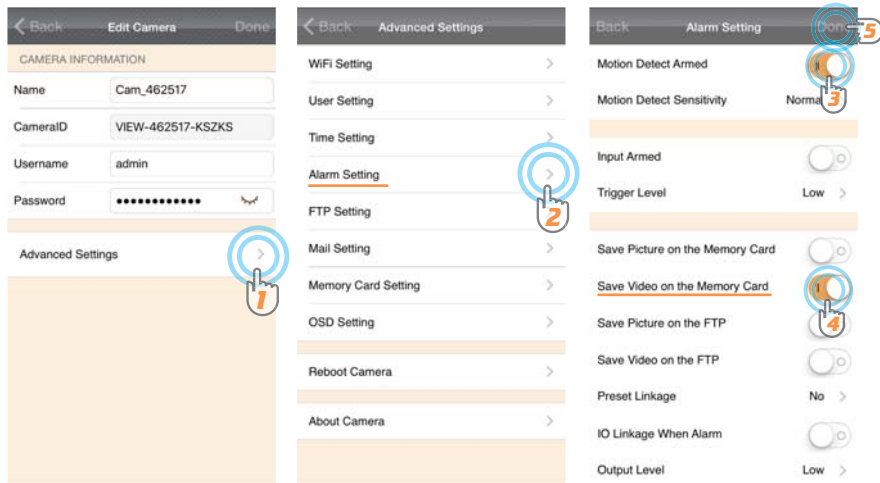 Back Edit Camera Done
CAMERA INFORMATION
Name Cam_462517
CameraID VIEW-462517-KSZKS
Username admin
Password ••••••••••••
Advanced Settings
1
Back Advanced Settings
WiFi Setting
User Setting
Time Setting
Alarm Setting
2
FTP Setting
Mail Setting
Memory Card Setting
OSD Setting
Reboot Camera
About Camera
Back Alarm Setting Done
5
Motion Detect Armed
3
Motion Detect Sensitivity
Input Armed
Trigger Level Low
Save Picture on the Memory Card
Save Video on the Memory Card
4
Save Picture on the FTP
Save Video on the FTP
Preset Linkage No
IO Linkage When Alarm
Output Level Low